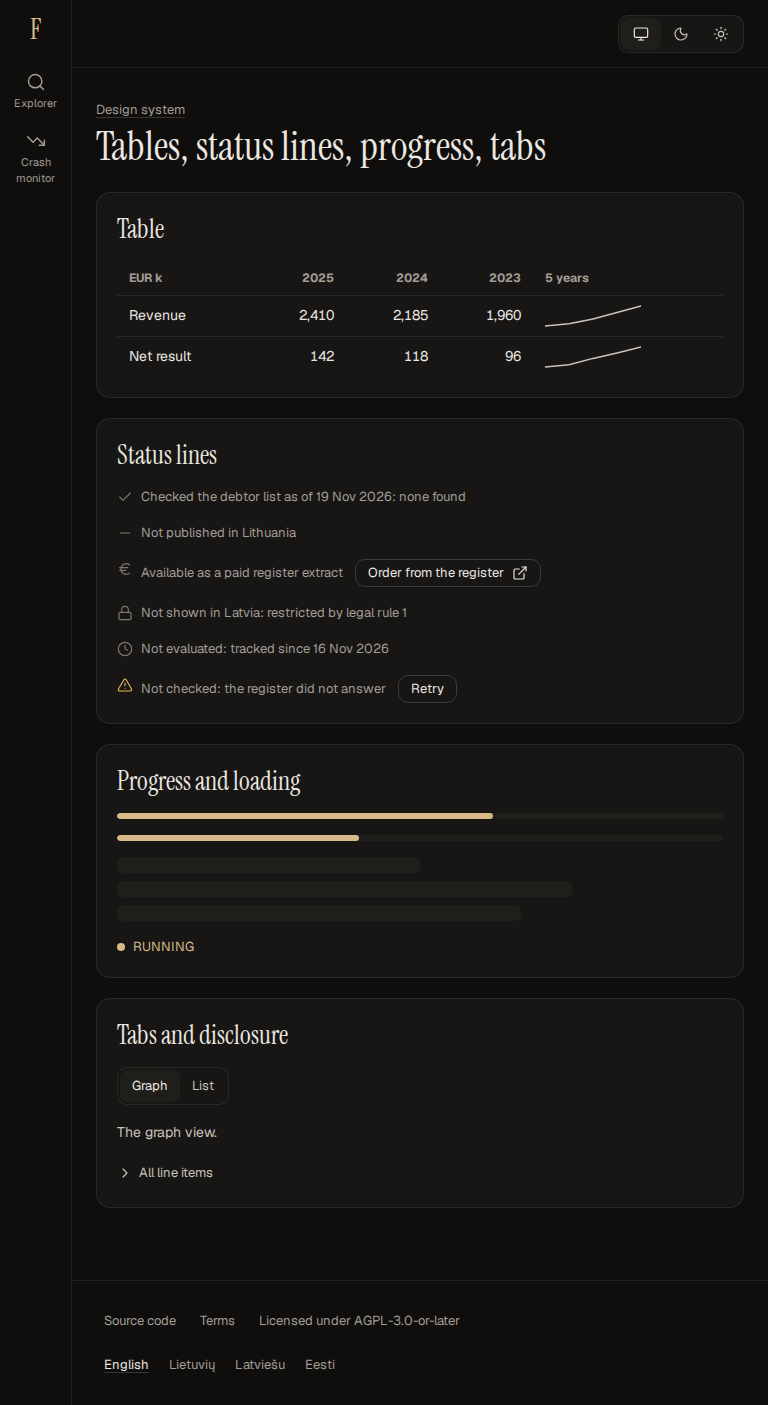 F
Explorer
Crash
monitor
Design system
Tables, status lines, progress, tabs
Table
EUR k 2025 2024 2023 5 years
Revenue 2,410 2,185 1,960
Net result 142 118 96
Status lines
Checked the debtor list as of 19 Nov 2026: none found
Not published in Lithuania
€ Available as a paid register extract Order from the register
Not shown in Latvia: restricted by legal rule 1
Not evaluated: tracked since 16 Nov 2026
Not checked: the register did not answer Retry
Progress and loading
RUNNING
Tabs and disclosure
Graph List
The graph view.
All line items
Source code Terms Licensed under AGPL-3.0-or-later
English Lietuvių Latviešu Eesti